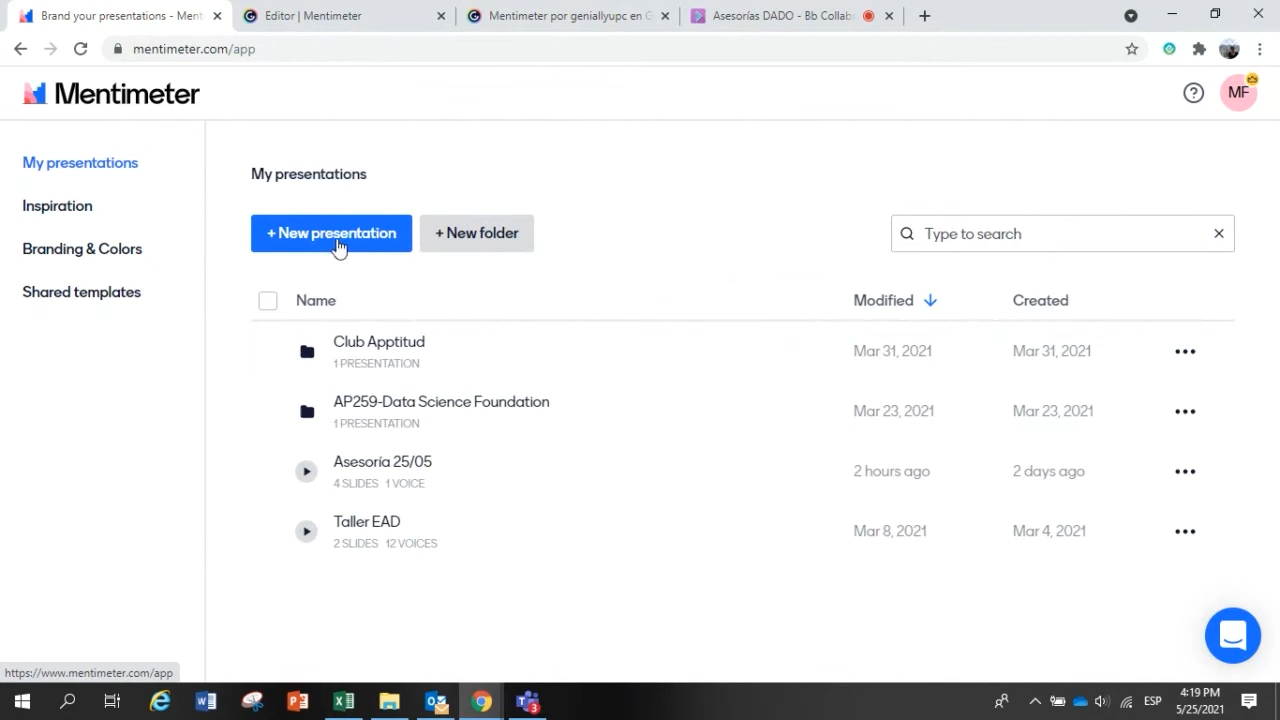 Brand your presentations - Ment
Editor | Mentimeter
Mentimeter por geniallyupc en G
Asesorías DADO - Bb Collab
mentimeter.com/app
Mentimeter
MF
My presentations
Inspiration
Branding & Colors
Shared templates
My presentations
+ New presentation
+ New folder
Type to search
Name
Modified
Created
Club Apptitud
1 PRESENTATION
Mar 31, 2021
Mar 31, 2021
AP259-Data Science Foundation
1 PRESENTATION
Mar 23, 2021
Mar 23, 2021
Asesoría 25/05
4 SLIDES 1 VOICE
2 hours ago
2 days ago
Taller EAD
2 SLIDES 12 VOICES
Mar 8, 2021
Mar 4, 2021
https://www.mentimeter.com/app
ESP
4:19 PM
5/25/2021